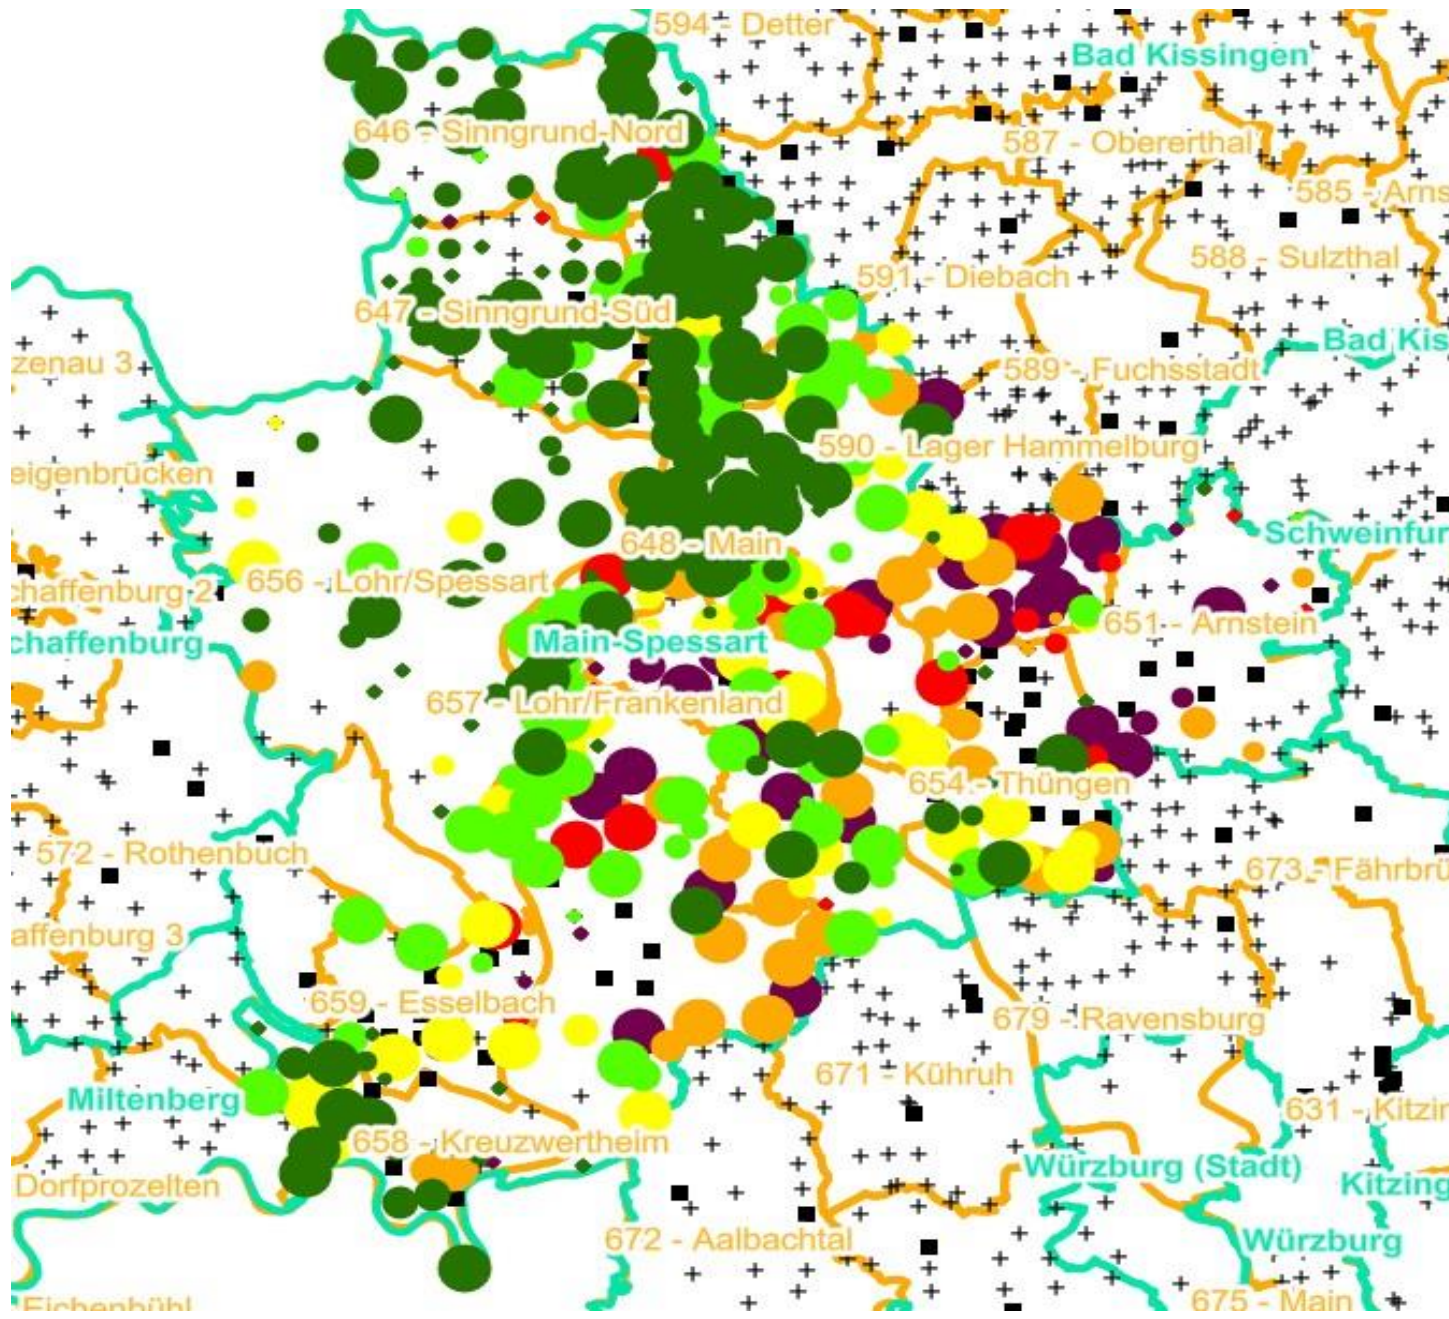 594 - Detter
Bad Kissingen
646 - Sinngrund-Nord
587 - Oberthal
585 - Arns
588 - Sulzthal
591 - Diebach
647 - Sinngrund-Süd
Bad Kis
zenau 3
589 - Fuchsstadt
590 - Lager Hammelburg
eigenbrücken
Schweinfur
648 - Main
656 - Lohr/Spessart
chaffenburg 2
651 - Arnstein
chaffenburg
Main-Spessart
657 - Lohr/Frankenland
654 - Thüngen
572 - Rothenbuch
673 - Fährbrü
affenburg 3
659 - Esselbach
679 - Ravensburg
671 - Kühruh
Miltenberg
631 - Kitzin
658 - Kreuzwertheim
Würzburg (Stadt)
Dorfprozelten
Kitzing
672 - Aalbachtal
Würzburg
675 - Main
Eichenbühl